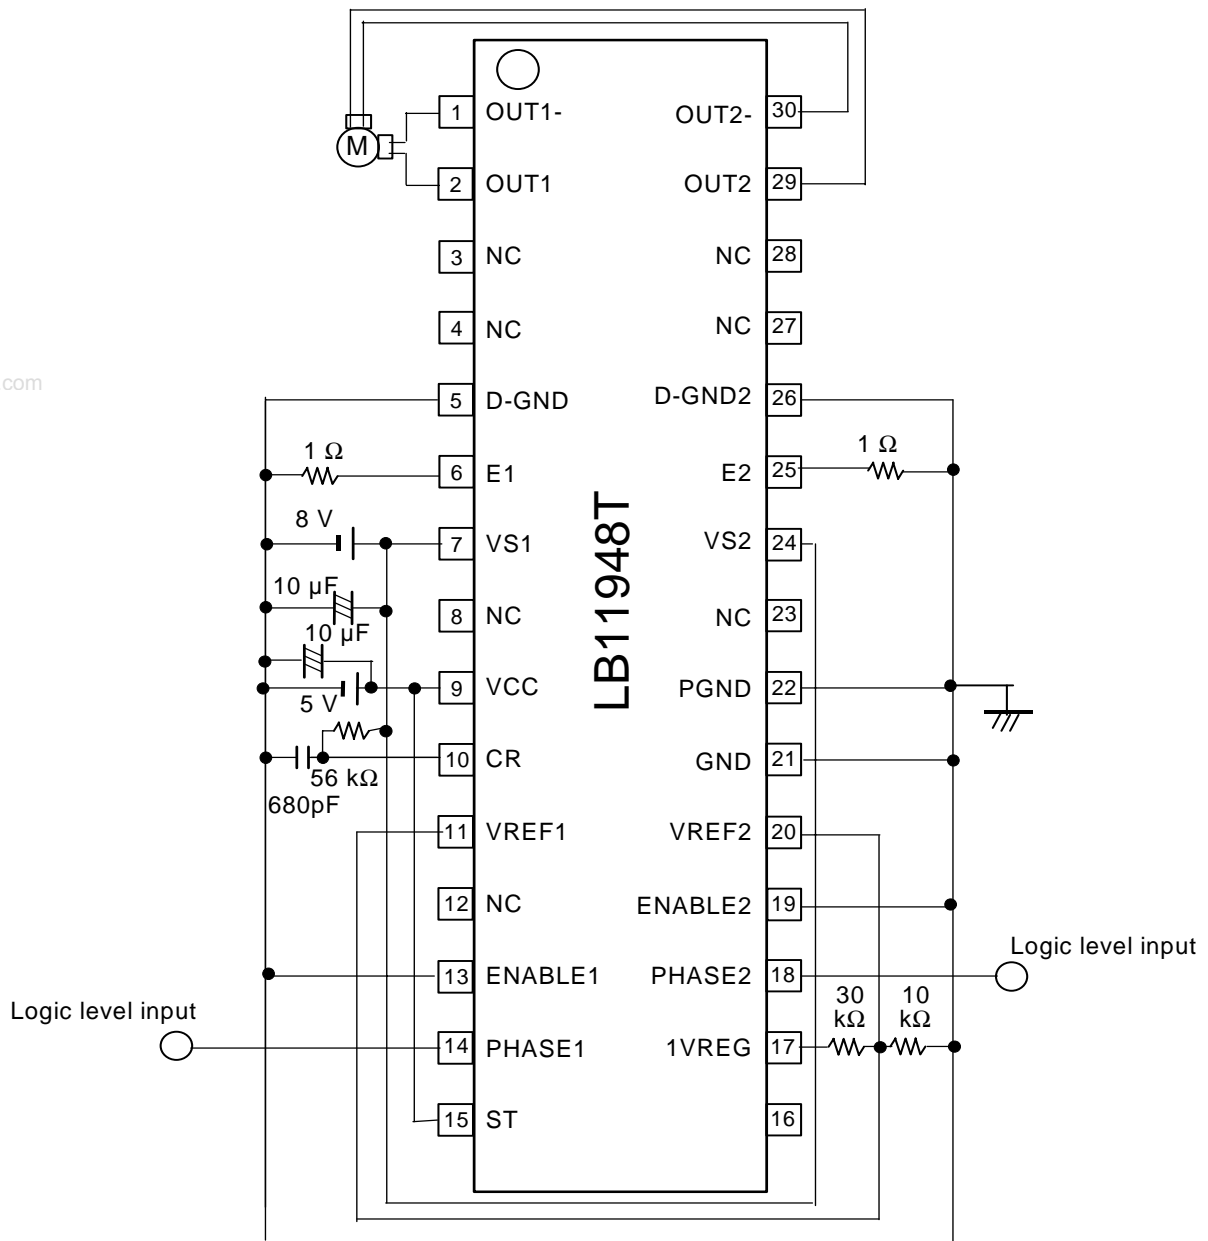 M
1 OUT1-
OUT2- 30
2 OUT1
OUT2 29
3 NC
NC 28
4 NC
NC 27
.com
5 D-GND
D-GND2 26
1 Ω
6 E1
1 Ω
E2 25
8 V
7 VS1
VS2 24
10 µF
8 NC
NC 23
10 µF
9 VCC
PGND 22
5 V
10 CR
GND 21
56 kΩ
680pF
11 VREF1
VREF2 20
12 NC
ENABLE2 19
13 ENABLE1
PHASE2 18
Logic level input
Logic level input
14 PHASE1
1VREG 17
30
kΩ
10
kΩ
15 ST
16
LB11948T